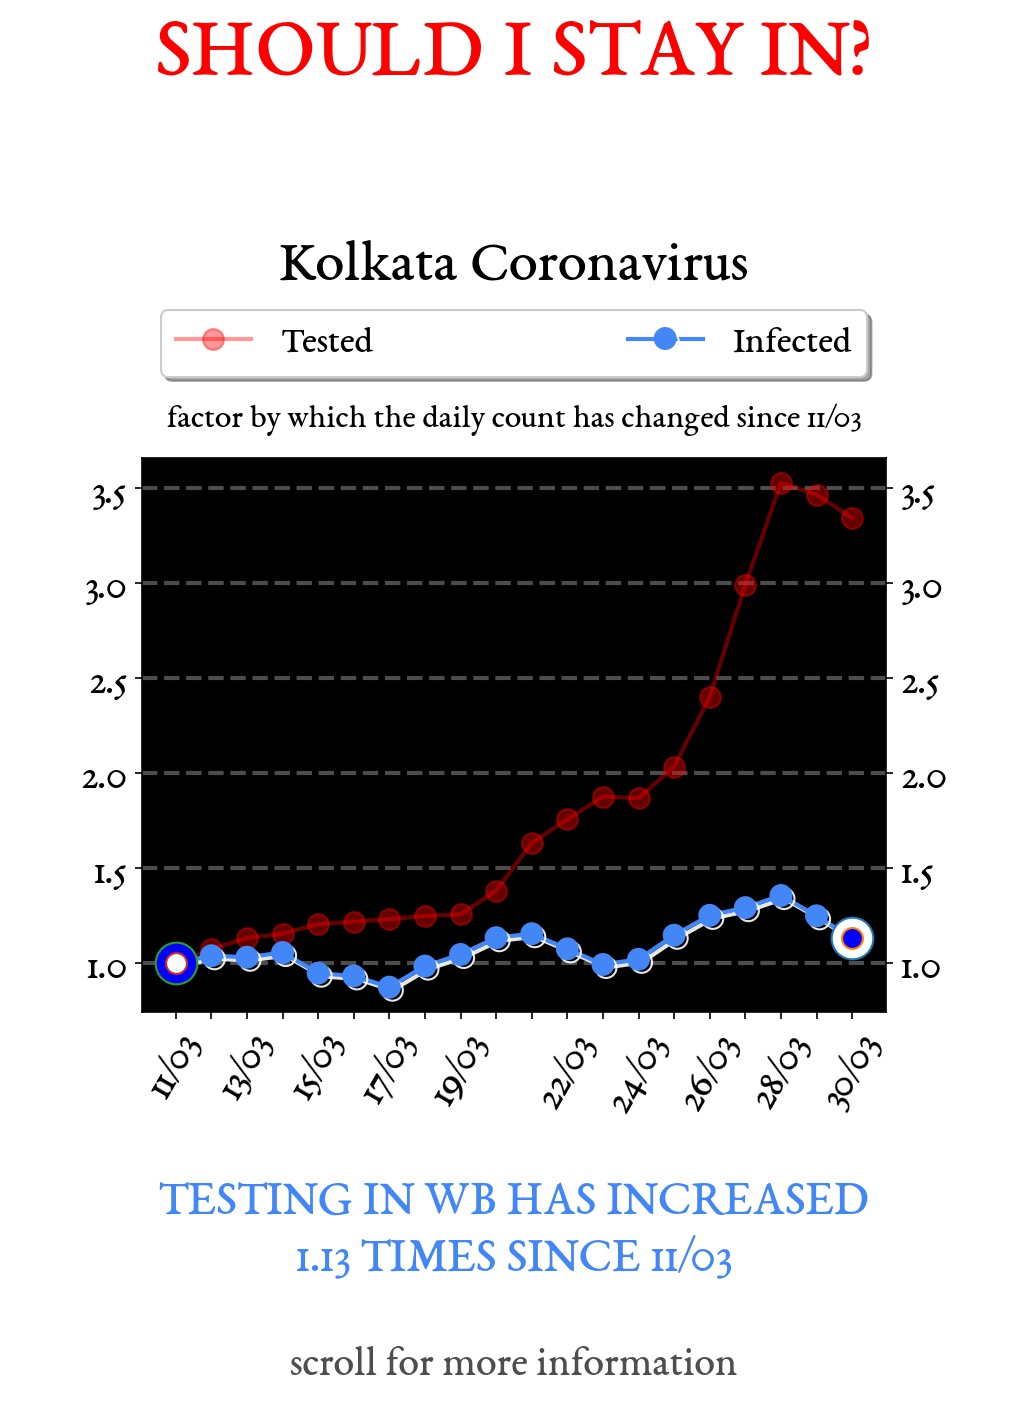 SHOULD I STAY IN?
Kolkata Coronavirus
Tested Infected
factor by which the daily count has changed since 11/03
3.5 3.5
3.0 3.0
2.5 2.5
2.0 2.0
1.5 1.5
1.0 1.0
11/03 13/03 15/03 17/03 19/03 22/03 24/03 26/03 28/03 30/03
TESTING IN WB HAS INCREASED
1.13 TIMES SINCE 11/03
scroll for more information